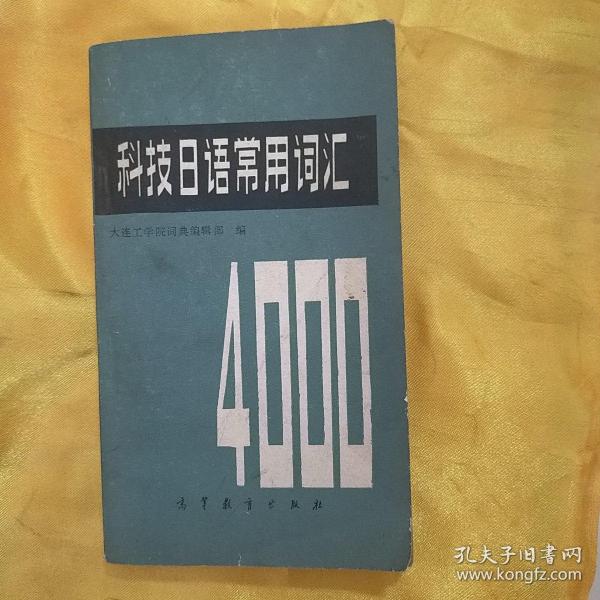 科技日语常用词汇
大连工学院词典编辑部 编
4000
高等教育出版社
孔夫子旧书网
www.kongfz.com